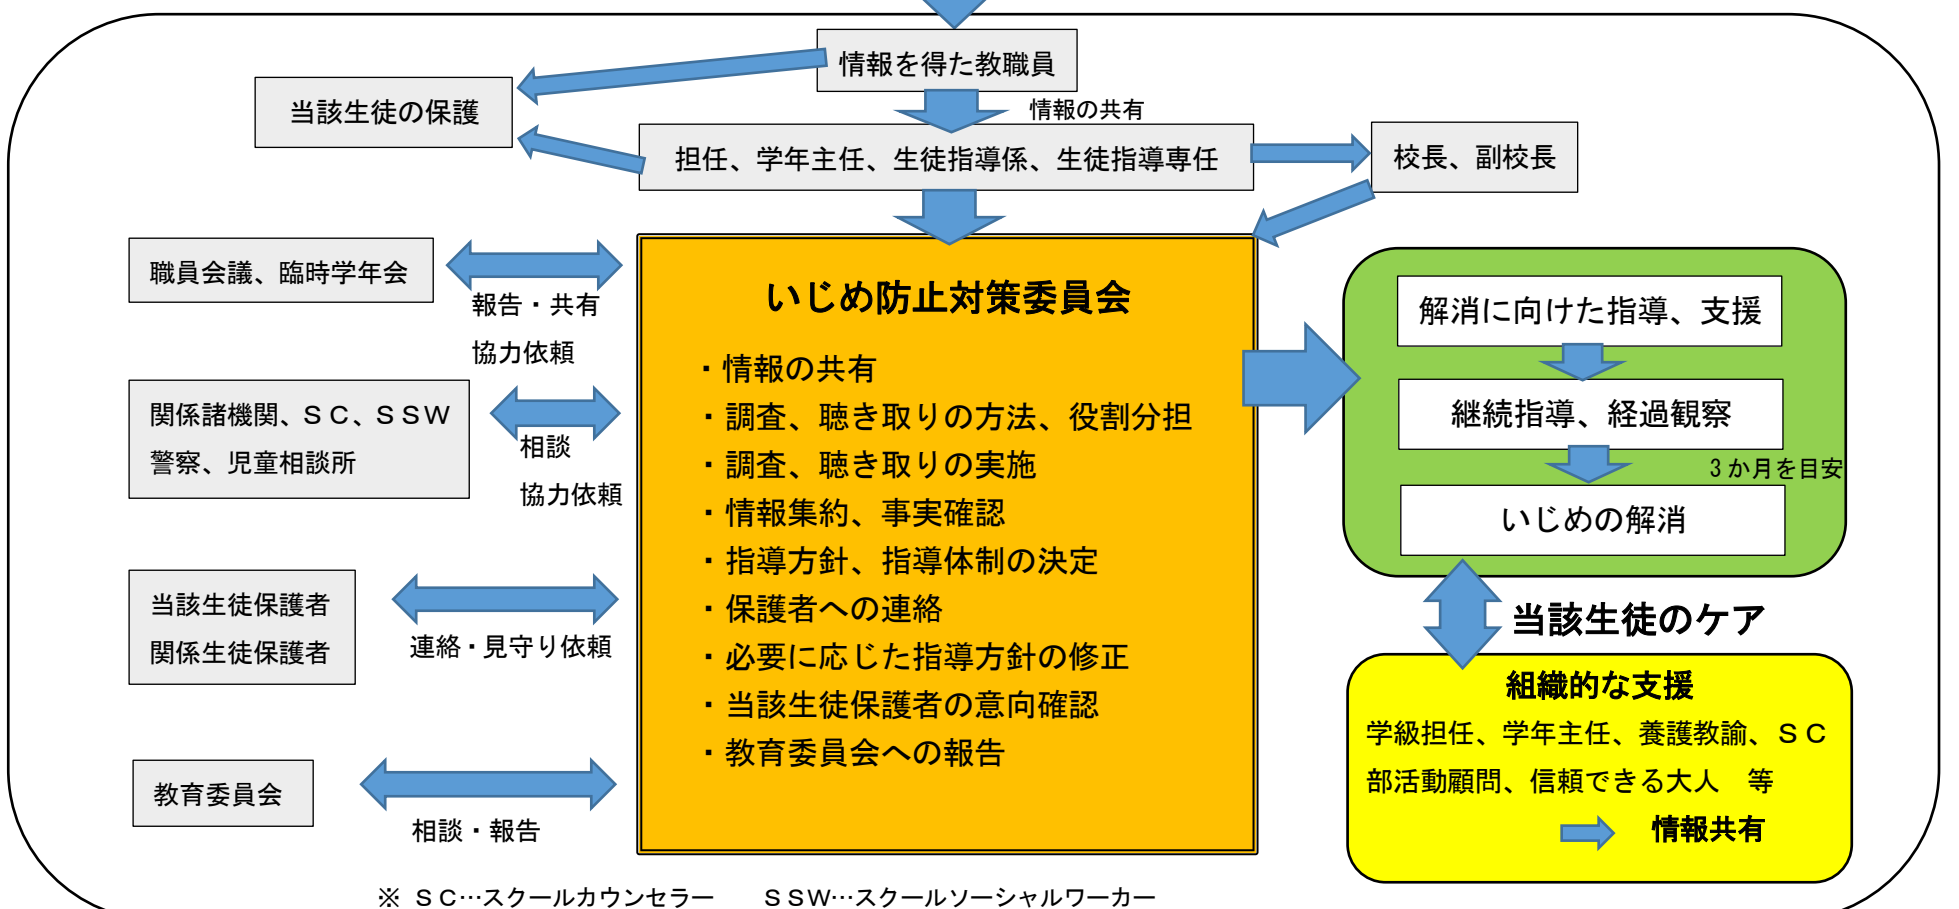 情報を得た教職員
当該生徒の保護
情報の共有
担任、学年主任、生徒指導係、生徒指導専任
校長、副校長
職員会議、臨時学年会
報告・共有
協力依頼
関係諸機関、ＳＣ、ＳＳＷ
警察、児童相談所
相談
協力依頼
当該生徒保護者
関係生徒保護者
連絡・見守り依頼
教育委員会
相談・報告
いじめ防止対策委員会
・情報の共有
・調査、聴き取りの方法、役割分担
・調査、聴き取りの実施
・情報集約、事実確認
・指導方針、指導体制の決定
・保護者への連絡
・必要に応じた指導方針の修正
・当該生徒保護者の意向確認
・教育委員会への報告
解消に向けた指導、支援
継続指導、経過観察
3か月を目安
いじめの解消
当該生徒のケア
組織的な支援
学級担任、学年主任、養護教諭、ＳＣ
部活動顧問、信頼できる大人　等
情報共有
※ ＳＣ…スクールカウンセラー　　ＳＳＷ…スクールソーシャルワーカー